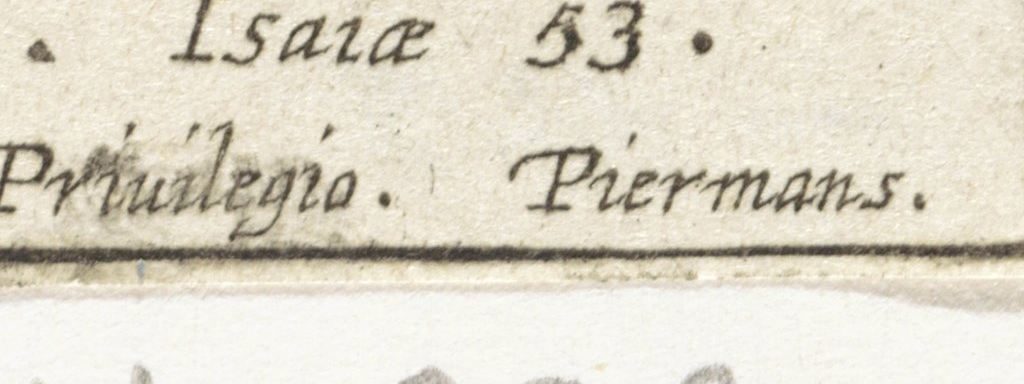 . Isaiæ 53.
Priuilegio. Piermans.